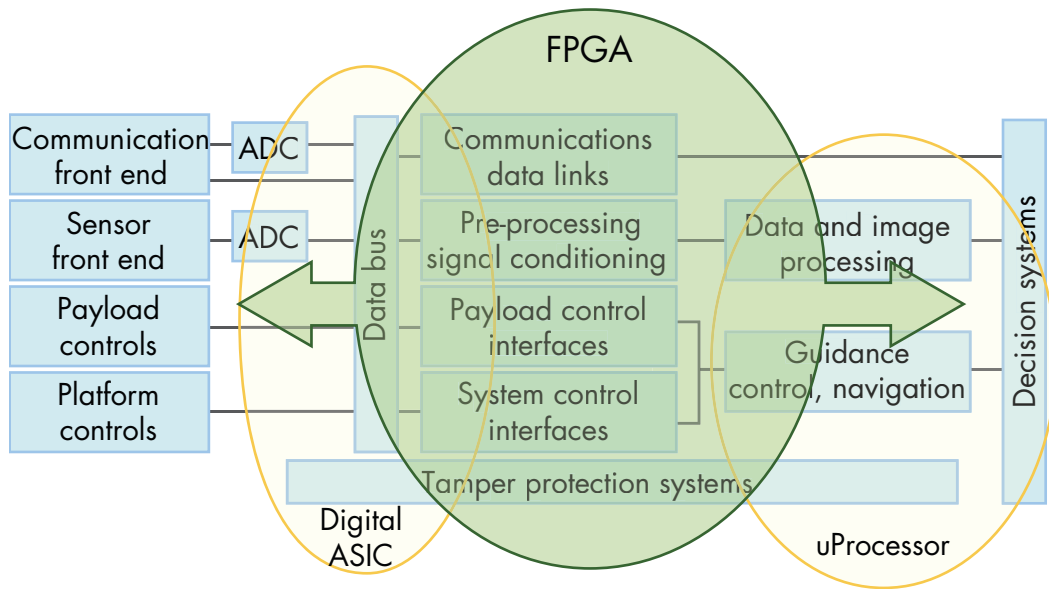 FPGA
Communication
front end
ADC
Communications
data links
Sensor
front end
ADC
Data bus
Pre-processing
signal conditioning
Data and image
processing
Decision systems
Payload
controls
Payload control
interfaces
Guidance
control, navigation
Platform
controls
System control
interfaces
Tamper protection systems
Digital
ASIC
uProcessor